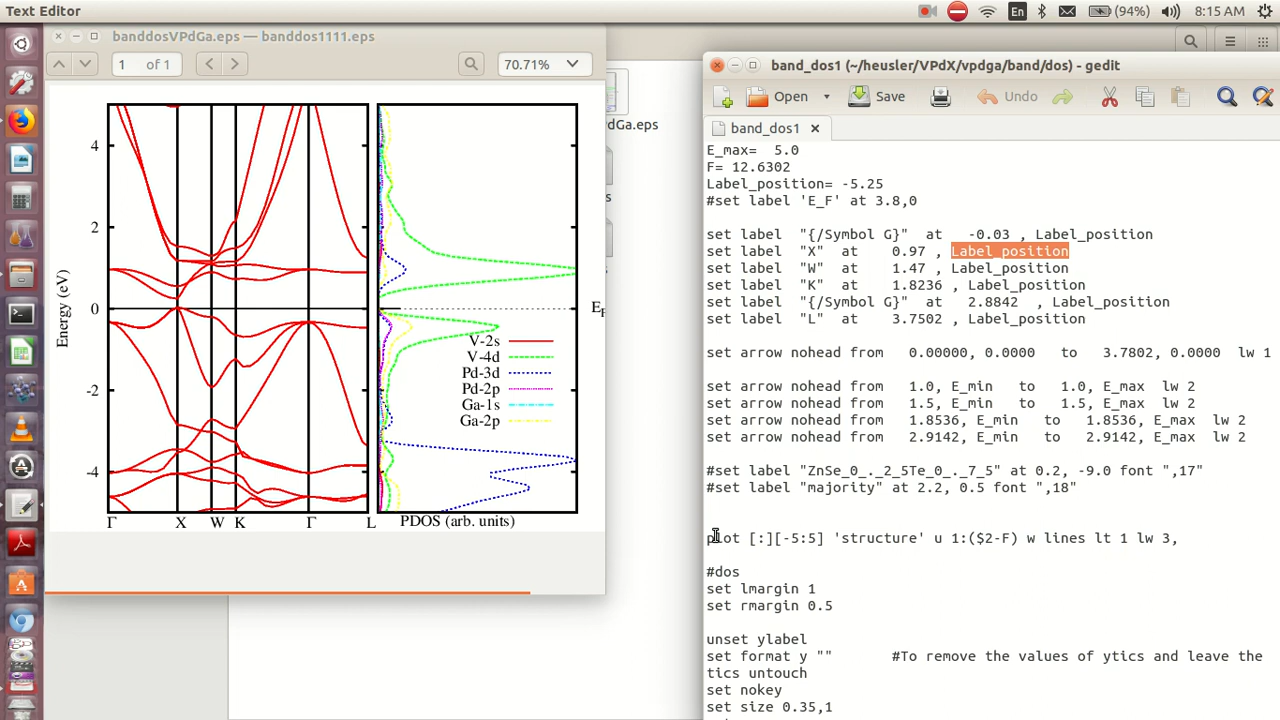 Text Editor
En
(94%)
8:15 AM
banddosVPdGa.eps — banddos1111.eps
1 of 1
70.71%
4
2
0
-2
-4
Energy (eV)
E_F
V-2s
V-4d
Pd-3d
Pd-2p
Ga-1s
Ga-2p
Γ X W K Γ L
PDOS (arb. units)
dGa.eps
s
band_dos1 (~/heusler/VPdX/vpdga/band/dos) - gedit
Open Save Undo
band_dos1
E_max=  5.0
F= 12.6302
Label_position= -5.25
#set label 'E_F' at 3.8,0
set label  "{/Symbol G}"  at   -0.03 , Label_position
set label  "X"  at    0.97 , Label_position
set label  "W"  at    1.47 , Label_position
set label  "K"  at    1.8236 , Label_position
set label  "{/Symbol G}"  at   2.8842  , Label_position
set label  "L"  at    3.7502 , Label_position
set arrow nohead from   0.00000, 0.0000   to  3.7802, 0.0000  lw 1
set arrow nohead from   1.0, E_min   to   1.0, E_max  lw 2
set arrow nohead from   1.5, E_min   to   1.5, E_max  lw 2
set arrow nohead from   1.8536, E_min   to   1.8536, E_max  lw 2
set arrow nohead from   2.9142, E_min   to   2.9142, E_max  lw 2
#set label "ZnSe_0_._2_5Te_0_._7_5" at 0.2, -9.0 font ",17"
#set label "majority" at 2.2, 0.5 font ",18"
plot [:][-5:5] 'structure' u 1:($2-F) w lines lt 1 lw 3,
#dos
set lmargin 1
set rmargin 0.5
unset ylabel
set format y ""       #To remove the values of ytics and leave the
tics untouch
set nokey
set size 0.35,1